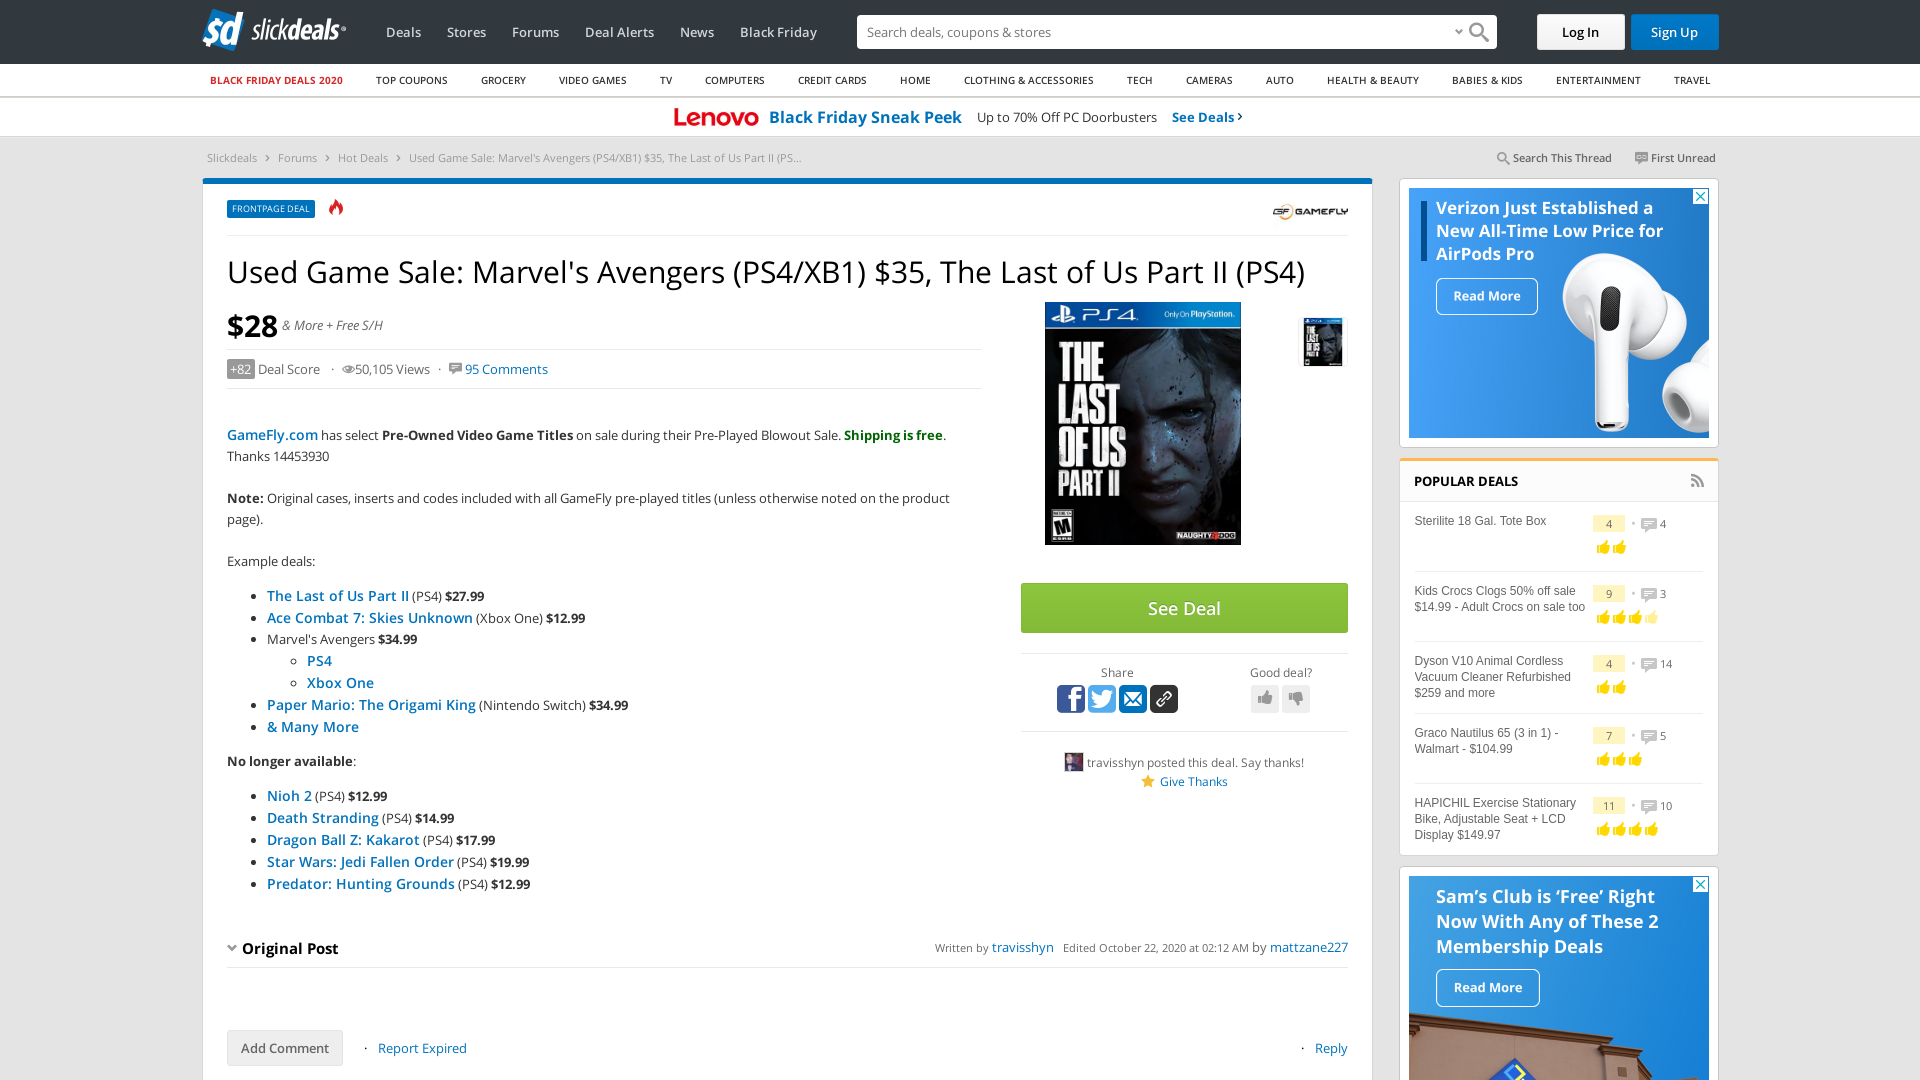 sd slickdeals
Deals
Stores
Forums
Deal Alerts
News
Black Friday
Search deals, coupons & stores
Log In
Sign Up
BLACK FRIDAY DEALS 2020
TOP COUPONS
GROCERY
VIDEO GAMES
TV
COMPUTERS
CREDIT CARDS
HOME
CLOTHING & ACCESSORIES
TECH
CAMERAS
AUTO
HEALTH & BEAUTY
BABIES & KIDS
ENTERTAINMENT
TRAVEL
Lenovo Black Friday Sneak Peek Up to 70% Off PC Doorbusters See Deals
Slickdeals › Forums › Hot Deals › Used Game Sale: Marvel's Avengers (PS4/XB1) $35, The Last of Us Part II (PS...
Search This Thread
First Unread
FRONTPAGE DEAL
GF GAMEFLY
Used Game Sale: Marvel's Avengers (PS4/XB1) $35, The Last of Us Part II (PS4)
$28 & More + Free S/H
+82 Deal Score · 50,105 Views · 95 Comments
GameFly.com has select Pre-Owned Video Game Titles on sale during their Pre-Played Blowout Sale. Shipping is free.
Thanks 14453930
Note: Original cases, inserts and codes included with all GameFly pre-played titles (unless otherwise noted on the product
page).
Example deals:
The Last of Us Part II (PS4) $27.99
Ace Combat 7: Skies Unknown (Xbox One) $12.99
Marvel's Avengers $34.99
PS4
Xbox One
Paper Mario: The Origami King (Nintendo Switch) $34.99
& Many More
No longer available:
Nioh 2 (PS4) $12.99
Death Stranding (PS4) $14.99
Dragon Ball Z: Kakarot (PS4) $17.99
Star Wars: Jedi Fallen Order (PS4) $19.99
Predator: Hunting Grounds (PS4) $12.99
PS4 Only On PlayStation.
THE
LAST
OF US
PART II
M
NAUGHTY DOG
See Deal
Share
Good deal?
travisshyn posted this deal. Say thanks!
Give Thanks
Original Post
Written by travisshyn Edited October 22, 2020 at 02:12 AM by mattzane227
Add Comment
· Report Expired
· Reply
Verizon Just Established a
New All-Time Low Price for
AirPods Pro
Read More
POPULAR DEALS
Sterilite 18 Gal. Tote Box
4 • 4
Kids Crocs Clogs 50% off sale
$14.99 - Adult Crocs on sale too
9 • 3
Dyson V10 Animal Cordless
Vacuum Cleaner Refurbished
$259 and more
4 • 14
Graco Nautilus 65 (3 in 1) -
Walmart - $104.99
7 • 5
HAPICHIL Exercise Stationary
Bike, Adjustable Seat + LCD
Display $149.97
11 • 10
Sam's Club is ‘Free’ Right
Now With Any of These 2
Membership Deals
Read More